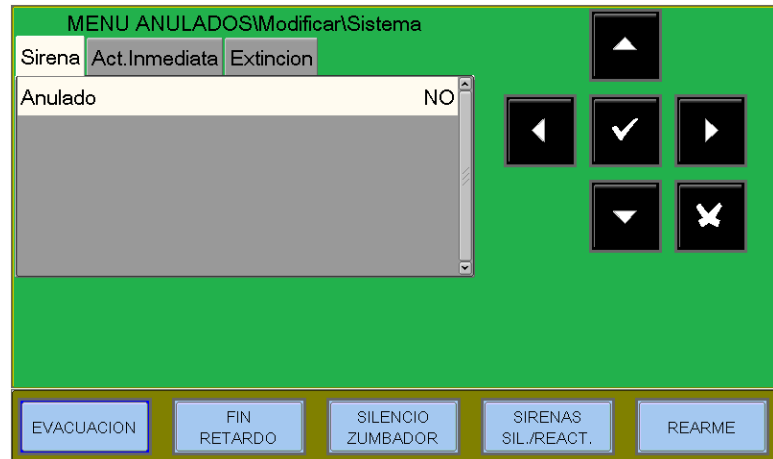 MENU ANULADOS\Modificar\Sistema
Sirena Act.Inmediata Extincion
Anulado NO
EVACUACION
FIN
RETARDO
SILENCIO
ZUMBADOR
SIRENAS
SIL./REACT.
REARME